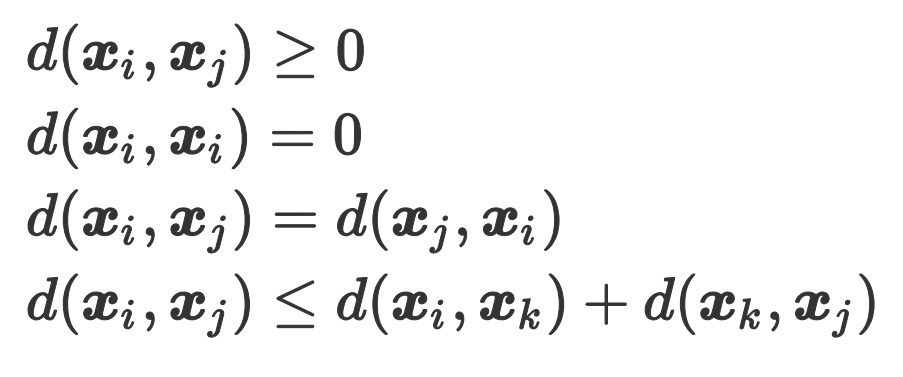 d(𝒙ᵢ, 𝒙ⱼ) ≥ 0
d(𝒙ᵢ, 𝒙ᵢ) = 0
d(𝒙ᵢ, 𝒙ⱼ) = d(𝒙ⱼ, 𝒙ᵢ)
d(𝒙ᵢ, 𝒙ⱼ) ≤ d(𝒙ᵢ, 𝒙ₖ) + d(𝒙ₖ, 𝒙ⱼ)